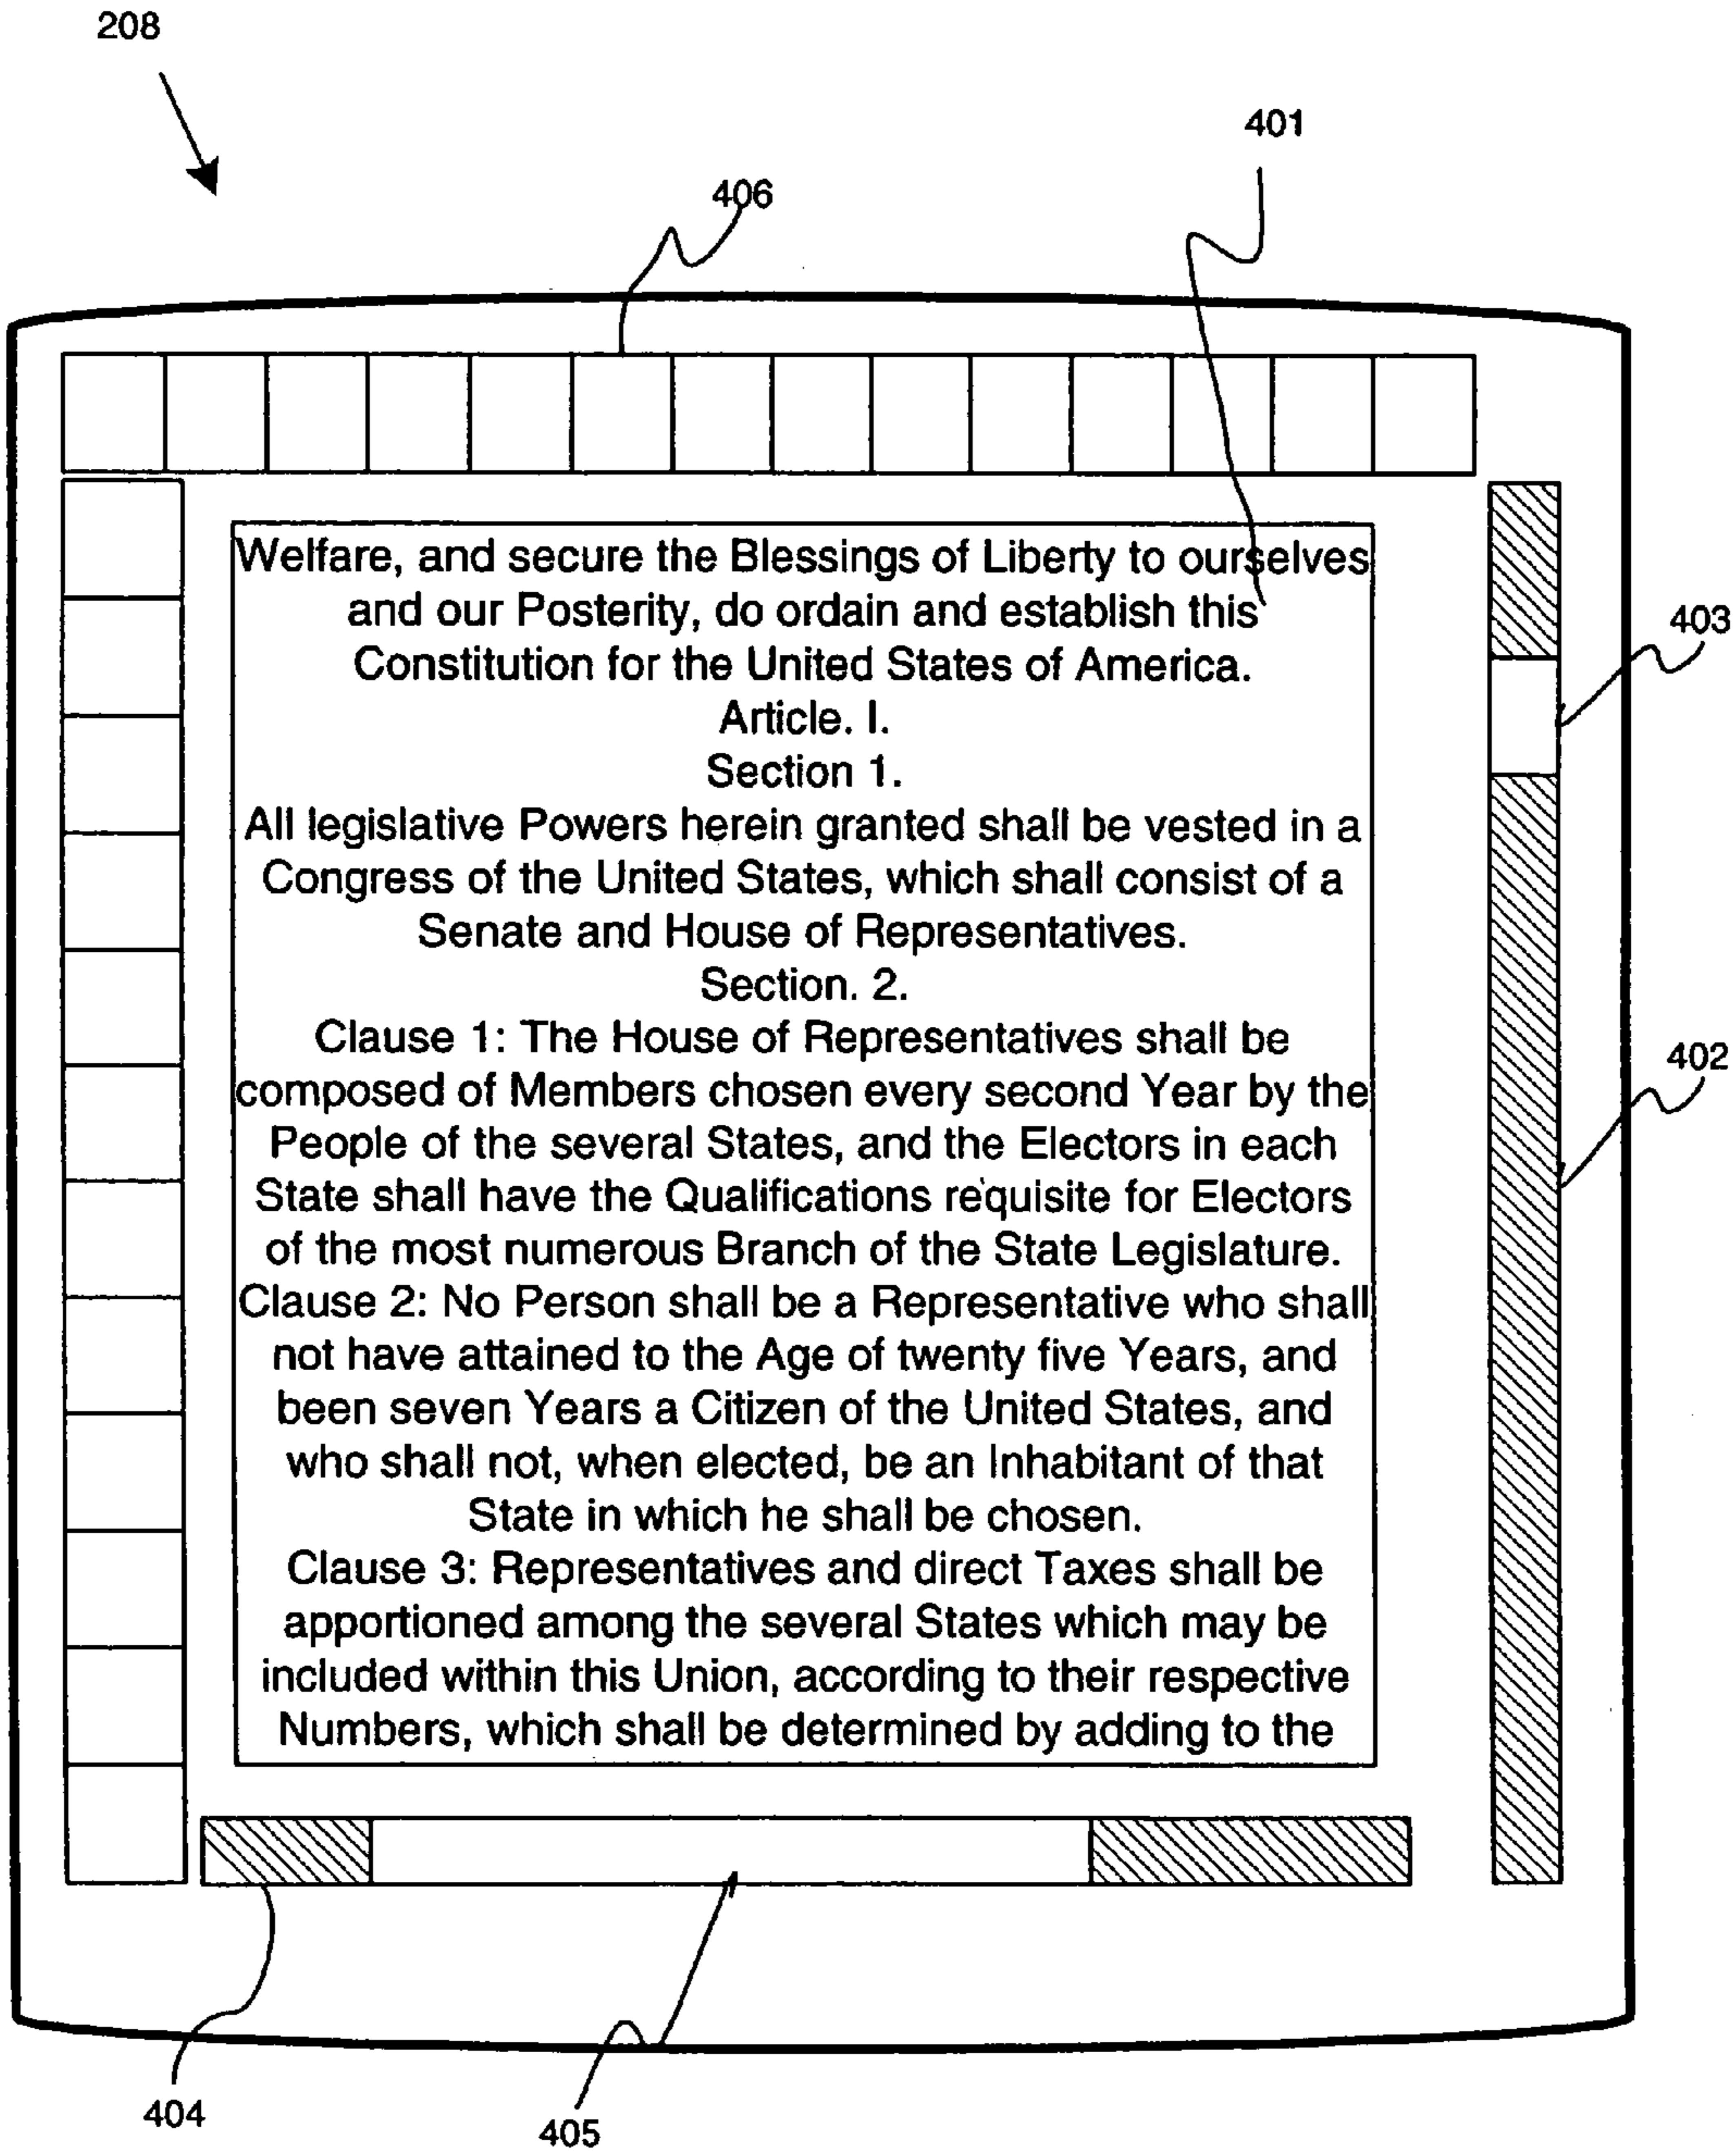 208
401
406
Welfare, and secure the Blessings of Liberty to ourselves
and our Posterity, do ordain and establish this
Constitution for the United States of America.
Article. I.
Section 1.
All legislative Powers herein granted shall be vested in a
Congress of the United States, which shall consist of a
Senate and House of Representatives.
Section. 2.
Clause 1: The House of Representatives shall be
composed of Members chosen every second Year by the
People of the several States, and the Electors in each
State shall have the Qualifications requisite for Electors
of the most numerous Branch of the State Legislature.
Clause 2: No Person shall be a Representative who shall
not have attained to the Age of twenty five Years, and
been seven Years a Citizen of the United States, and
who shall not, when elected, be an Inhabitant of that
State in which he shall be chosen.
Clause 3: Representatives and direct Taxes shall be
apportioned among the several States which may be
included within this Union, according to their respective
Numbers, which shall be determined by adding to the
403
402
404
405